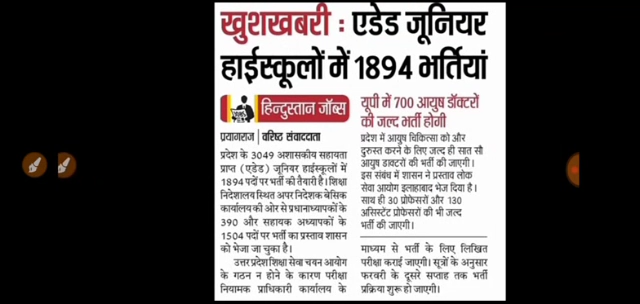 खुशखबरी : एडेड जूनियर
हाईस्कूलों में 1894 भर्तियां
हिन्दुस्तान जॉब्स
प्रयागराज | वरिष्ठ संवाददाता
प्रदेश के 3049 अशासकीय सहायता
प्राप्त (एडेड) जूनियर हाईस्कूलों में
1894 पदों पर भर्ती की तैयारी है। शिक्षा
निदेशालय स्थित अपर निदेशक बेसिक
कार्यालय की ओर से प्रधानाध्यापकों के
390 और सहायक अध्यापकों के
1504 पदों पर भर्ती का प्रस्ताव शासन
को भेजा जा चुका है।
उत्तर प्रदेश शिक्षा सेवा चयन आयोग
के गठन न होने के कारण परीक्षा
नियामक प्राधिकारी कार्यालय के
यूपी में 700 आयुष डॉक्टरों
की जल्द भर्ती होगी
प्रदेश में आयुष चिकित्सा को और
दुरुस्त करने के लिए जल्द ही सात सौ
आयुष डाक्टरों की भर्ती की जाएगी।
इस संबंध में शासन ने प्रस्ताव लोक
सेवा आयोग इलाहाबाद भेज दिया है।
साथ ही 30 प्रोफेसरों और 130
असिस्टेंट प्रोफेसरों की भी जल्द
भर्ती की जाएगी।
माध्यम से भर्ती के लिए लिखित
परीक्षा कराई जाएगी। सूत्रों के अनुसार
फरवरी के दूसरे सप्ताह तक भर्ती
प्रक्रिया शुरू हो जाएगी।